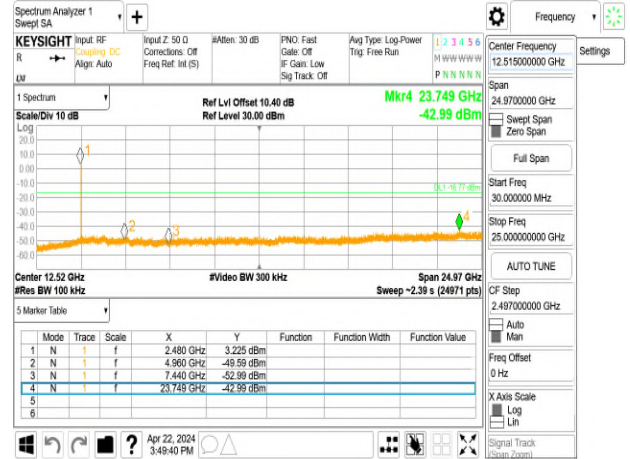 Spectrum Analyzer 1
Swept SA
Frequency
KEYSIGHT
R
Input: RF
Coupling: DC
Align: Auto
Input Z: 50 Ω
Corrections: Off
Freq Ref: Int (S)
#Atten: 30 dB
PNO: Fast
Gate: Off
IF Gain: Low
Sig Track: Off
Avg Type: Log-Power
Trig: Free Run
1 2 3 4 5 6
M W W W W W
P N N N N N
LXI
1 Spectrum
Scale/Div 10 dB
Ref Lvl Offset 10.40 dB
Ref Level 30.00 dBm
Mkr4 23.749 GHz
-42.99 dBm
Log
20.0
10.0
0.00
-10.0
-20.0
-30.0
-40.0
-50.0
-60.0
1
2
3
4
DL1 -16.77 dBm
Center 12.52 GHz
#Res BW 100 kHz
#Video BW 300 kHz
Span 24.97 GHz
Sweep ~2.39 s (24971 pts)
5 Marker Table
Mode Trace Scale X Y Function Function Width Function Value
1 N 1 f 2.480 GHz 3.225 dBm
2 N 1 f 4.960 GHz -49.59 dBm
3 N 1 f 7.440 GHz -52.99 dBm
4 N 1 f 23.749 GHz -42.99 dBm
5
6
Apr 22, 2024
3:49:40 PM
Center Frequency
12.515000000 GHz
Settings
Span
24.9700000 GHz
Swept Span
Zero Span
Full Span
Start Freq
30.000000 MHz
Stop Freq
25.000000000 GHz
AUTO TUNE
CF Step
2.497000000 GHz
Auto
Man
Freq Offset
0 Hz
X Axis Scale
Log
Lin
Signal Track
(Span Zoom)